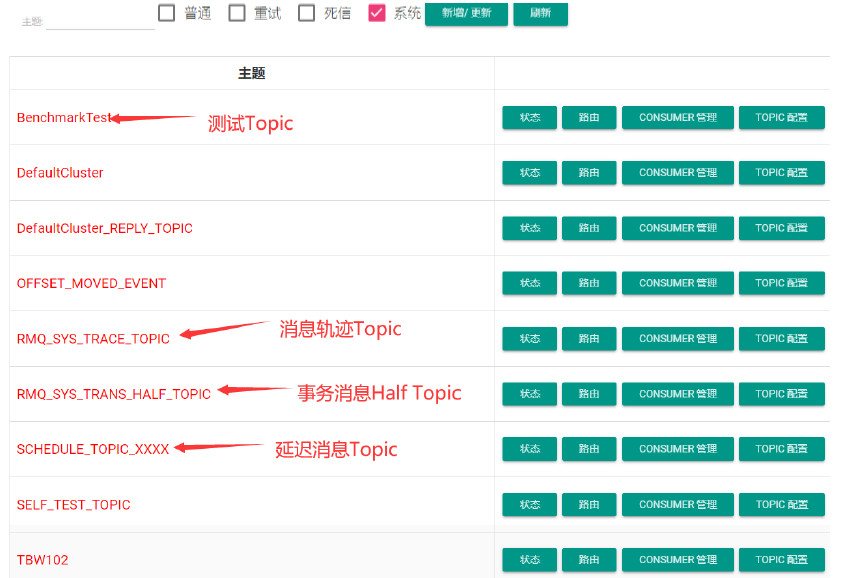 主题: 普通 重试 死信 系统 新增/更新 刷新
主题
BenchmarkTest 测试Topic 状态 路由 CONSUMER 管理 TOPIC 配置
DefaultCluster 状态 路由 CONSUMER 管理 TOPIC 配置
DefaultCluster_REPLY_TOPIC 状态 路由 CONSUMER 管理 TOPIC 配置
OFFSET_MOVED_EVENT 状态 路由 CONSUMER 管理 TOPIC 配置
RMQ_SYS_TRACE_TOPIC 消息轨迹Topic 状态 路由 CONSUMER 管理 TOPIC 配置
RMQ_SYS_TRANS_HALF_TOPIC 事务消息Half Topic 状态 路由 CONSUMER 管理 TOPIC 配置
SCHEDULE_TOPIC_XXXX 延迟消息Topic 状态 路由 CONSUMER 管理 TOPIC 配置
SELF_TEST_TOPIC 状态 路由 CONSUMER 管理 TOPIC 配置
TBW102 状态 路由 CONSUMER 管理 TOPIC 配置